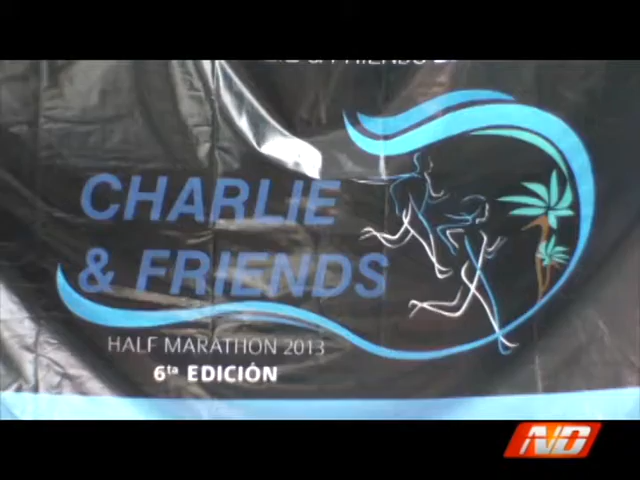 CHARLIE
& FRIENDS
HALF MARATHON 2013
6ta EDICIÓN
ND